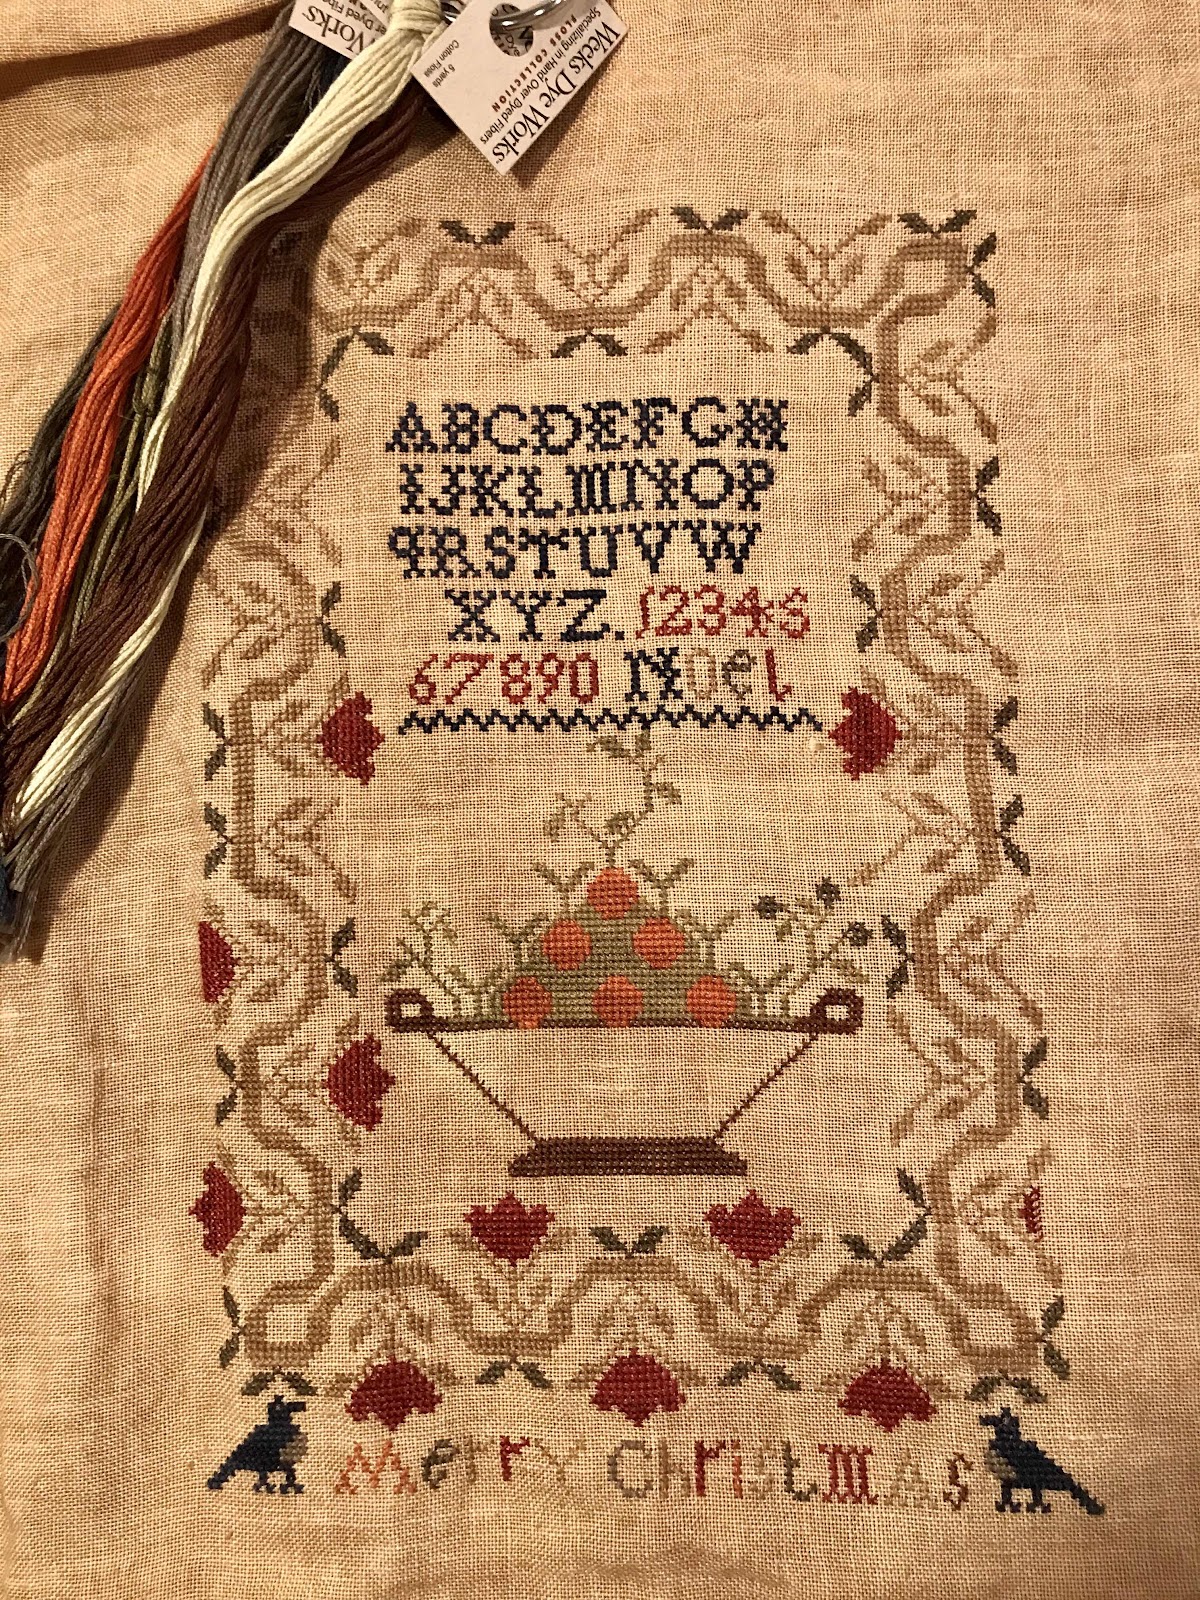 Works
Weeks Dye Works
Specializing in Hand Over Dyed Fibers
FLOSS COLLECTION
5 yards
Cotton Floss
ABCDEFGH
IJKLMNOP
qRSTUVW
XYZ. 12345
67890 Noel
Merry Christmas